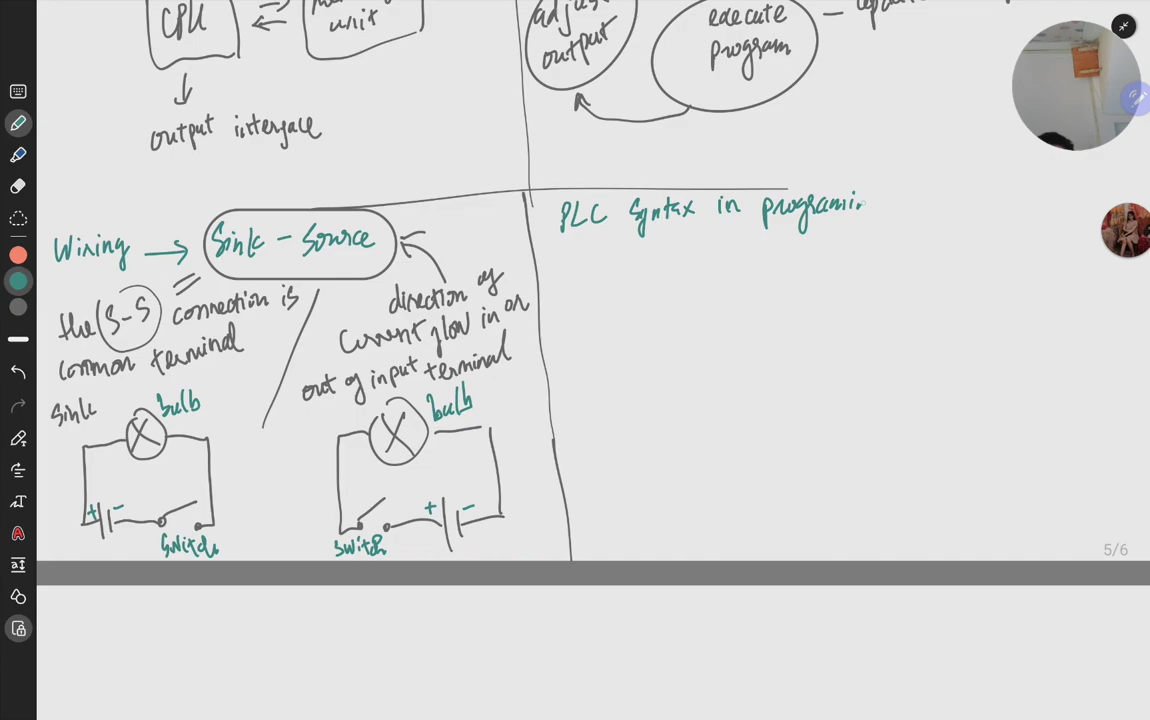 CPU
unit
output interface
adjust
output
execute
program
Wiring → Sink - Source
the S-S connection is
common terminal
direction of
current flow in or
out of input terminal
Sink
bulb
+ -
Switch
bulb
+ -
Switch
PLC Syntax in programin
5/6